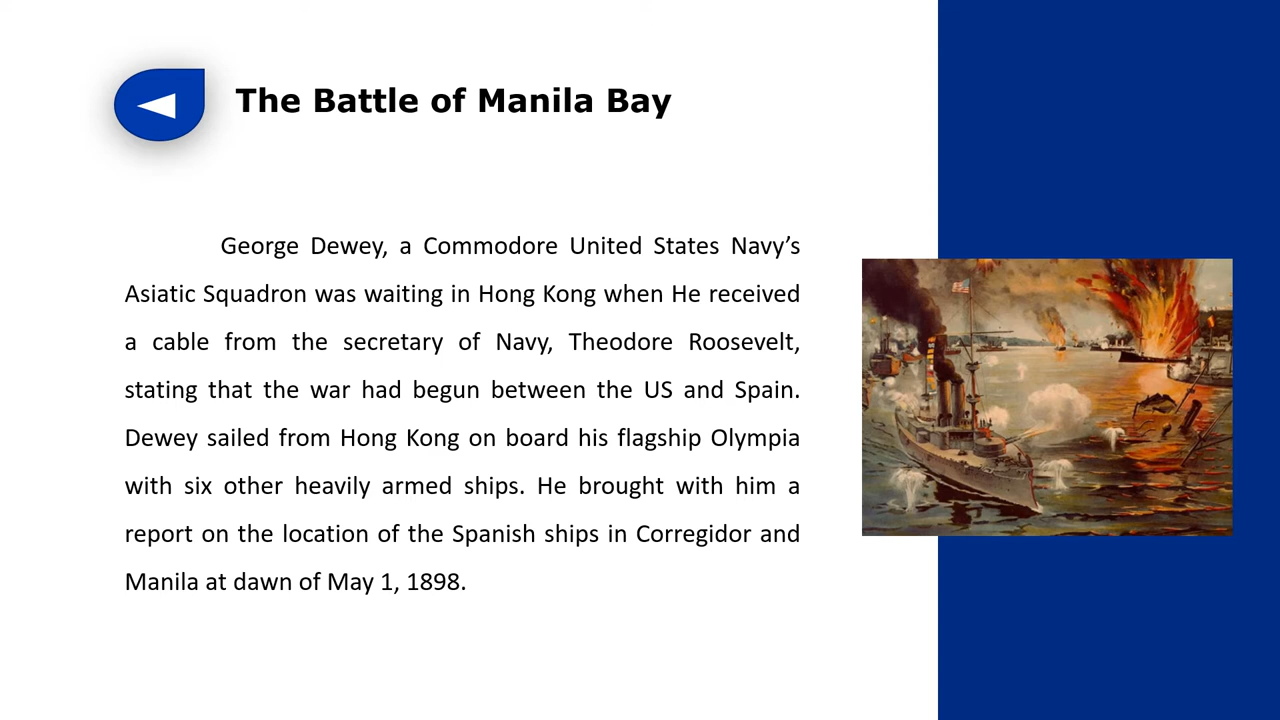 The Battle of Manila Bay
George Dewey, a Commodore United States Navy’s
Asiatic Squadron was waiting in Hong Kong when He received
a cable from the secretary of Navy, Theodore Roosevelt,
stating that the war had begun between the US and Spain.
Dewey sailed from Hong Kong on board his flagship Olympia
with six other heavily armed ships. He brought with him a
report on the location of the Spanish ships in Corregidor and
Manila at dawn of May 1, 1898.